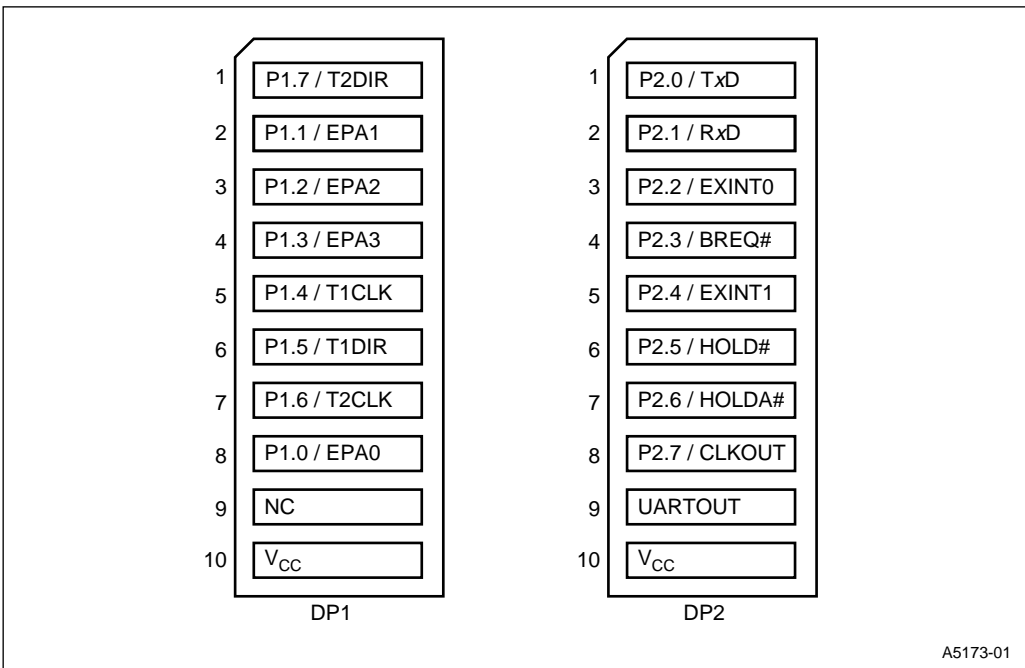 1 P1.7 / T2DIR
2 P1.1 / EPA1
3 P1.2 / EPA2
4 P1.3 / EPA3
5 P1.4 / T1CLK
6 P1.5 / T1DIR
7 P1.6 / T2CLK
8 P1.0 / EPA0
9 NC
10 VCC
DP1
1 P2.0 / TxD
2 P2.1 / RxD
3 P2.2 / EXINT0
4 P2.3 / BREQ#
5 P2.4 / EXINT1
6 P2.5 / HOLD#
7 P2.6 / HOLDA#
8 P2.7 / CLKOUT
9 UARTOUT
10 VCC
DP2
A5173-01